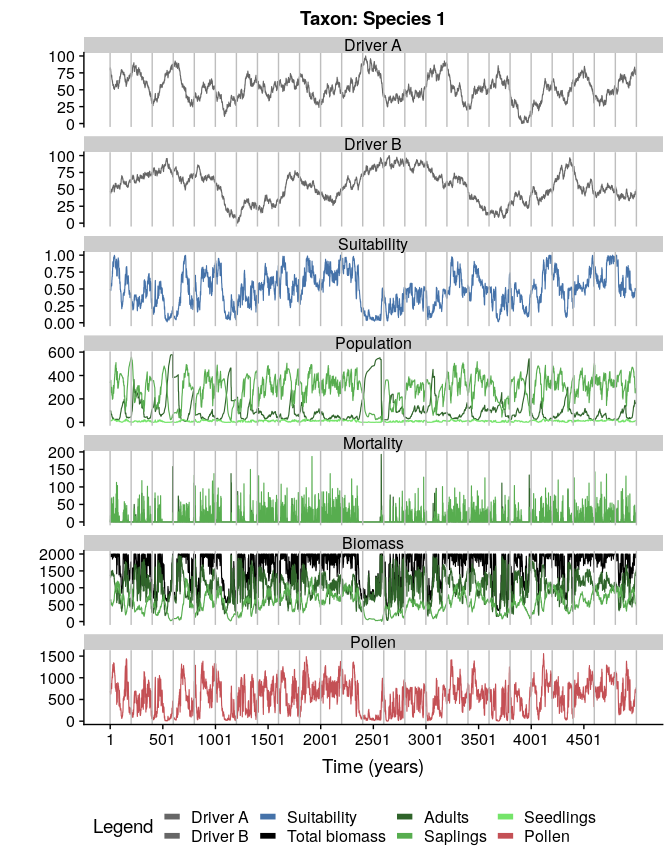 Taxon: Species 1
Driver A
100
75
50
25
0
Driver B
100
75
50
25
0
Suitability
1.00
0.75
0.50
0.25
0.00
Population
600
400
200
0
Mortality
200
150
100
50
0
Biomass
2000
1500
1000
500
0
Pollen
1500
1000
500
0
1 501 1001 1501 2001 2501 3001 3501 4001 4501
Time (years)
Legend
Driver A Suitability Adults Seedlings
Driver B Total biomass Saplings Pollen